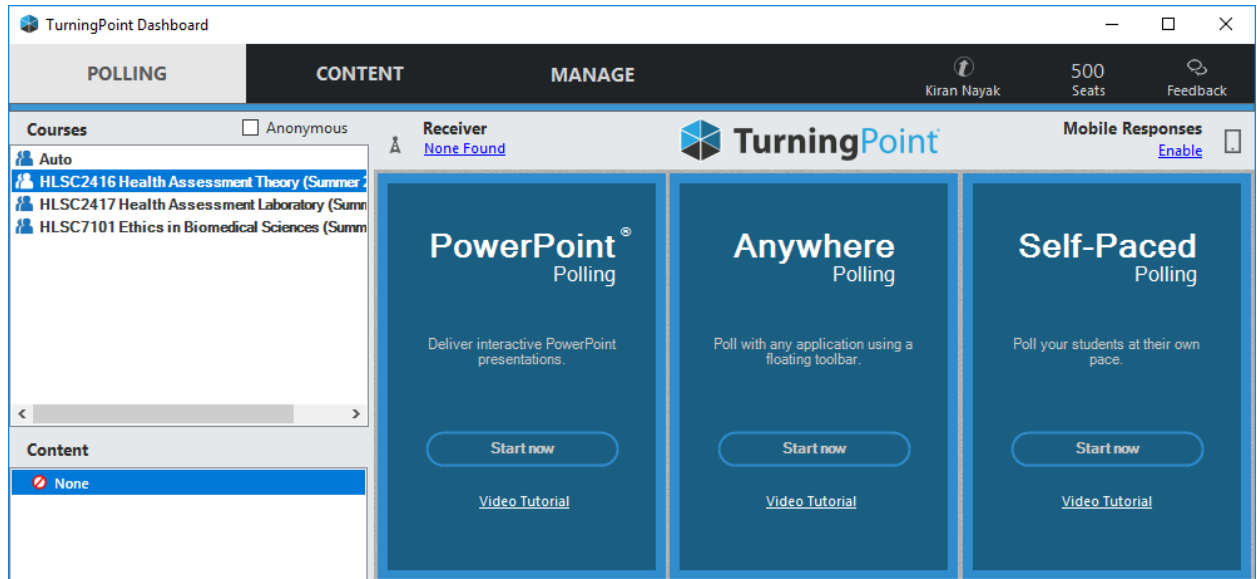 TurningPoint Dashboard
POLLING
CONTENT
MANAGE
Kiran Nayak
500
Seats
Feedback
Courses
Anonymous
Auto
HLSC2416 Health Assessment Theory (Summer 2
HLSC2417 Health Assessment Laboratory (Summ
HLSC7101 Ethics in Biomedical Sciences (Summ
Content
None
Receiver
None Found
TurningPoint
Mobile Responses
Enable
PowerPoint®
Polling
Deliver interactive PowerPoint
presentations.
Start now
Video Tutorial
Anywhere
Polling
Poll with any application using a
floating toolbar.
Start now
Video Tutorial
Self-Paced
Polling
Poll your students at their own
pace.
Start now
Video Tutorial